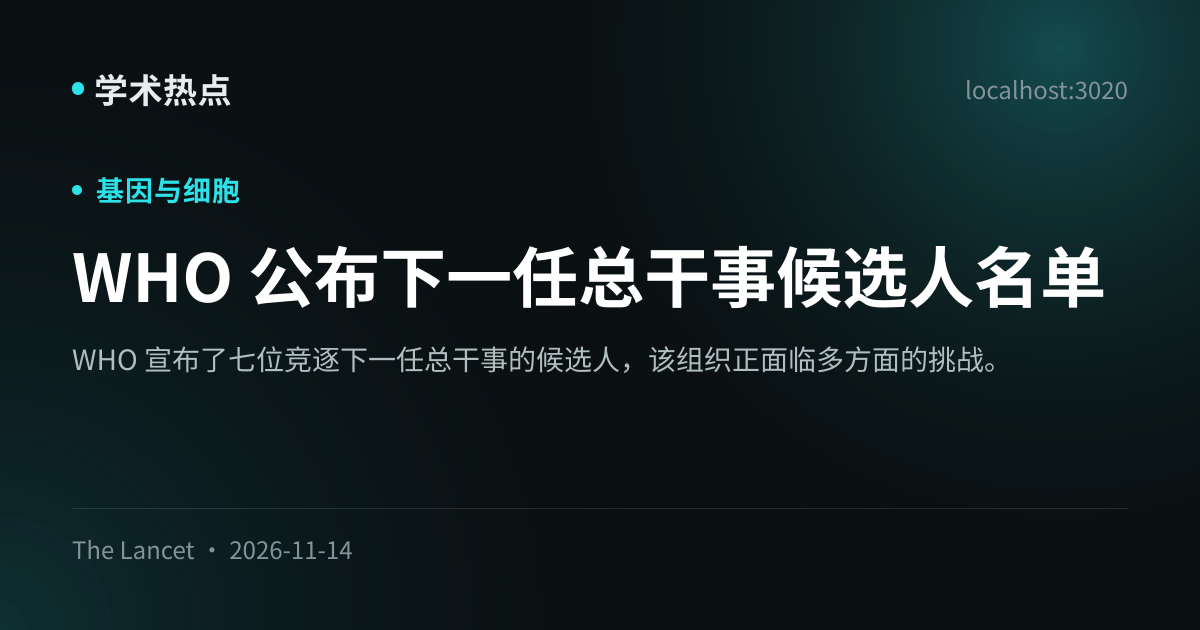 学术热点
localhost:3020
基因与细胞
WHO 公布下一任总干事候选人名单
WHO 宣布了七位竞逐下一任总干事的候选人，该组织正面临多方面的挑战。
The Lancet · 2026-11-14